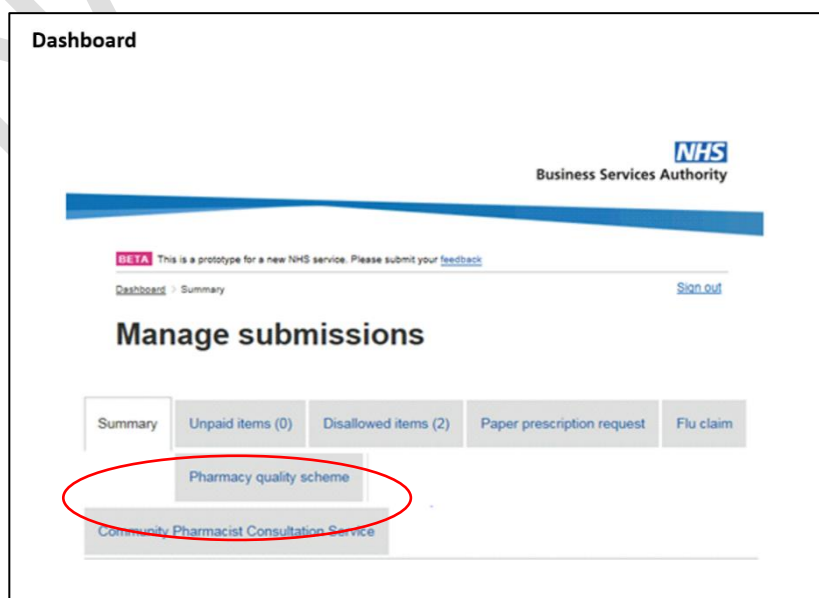 Dashboard
NHS
Business Services Authority
BETA This is a prototype for a new NHS service. Please submit your feedback
Dashboard > Summary
Sign out
Manage submissions
Summary
Unpaid items (0)
Disallowed items (2)
Paper prescription request
Flu claim
Pharmacy quality scheme
Community Pharmacist Consultation Service